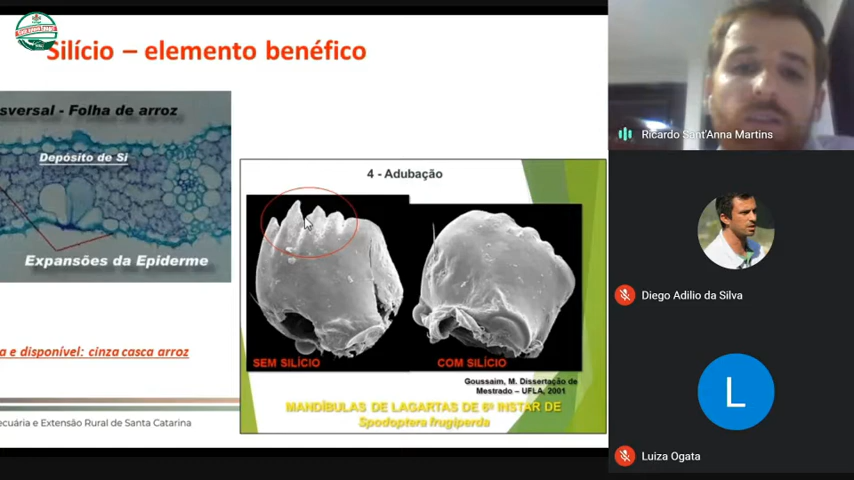 Silício – elemento benéfico
sversal - Folha de arroz
Depósito de Si
Expansões da Epiderme
a e disponível: cinza casca arroz
ecuária e Extensão Rural de Santa Catarina
4 - Adubação
SEM SILÍCIO
COM SILÍCIO
Goussaim, M. Dissertação de
Mestrado – UFLA, 2001
MANDÍBULAS DE LAGARTAS DE 6º INSTAR DE
Spodoptera frugiperda
Ricardo Sant'Anna Martins
Diego Adilio da Silva
L
Luiza Ogata